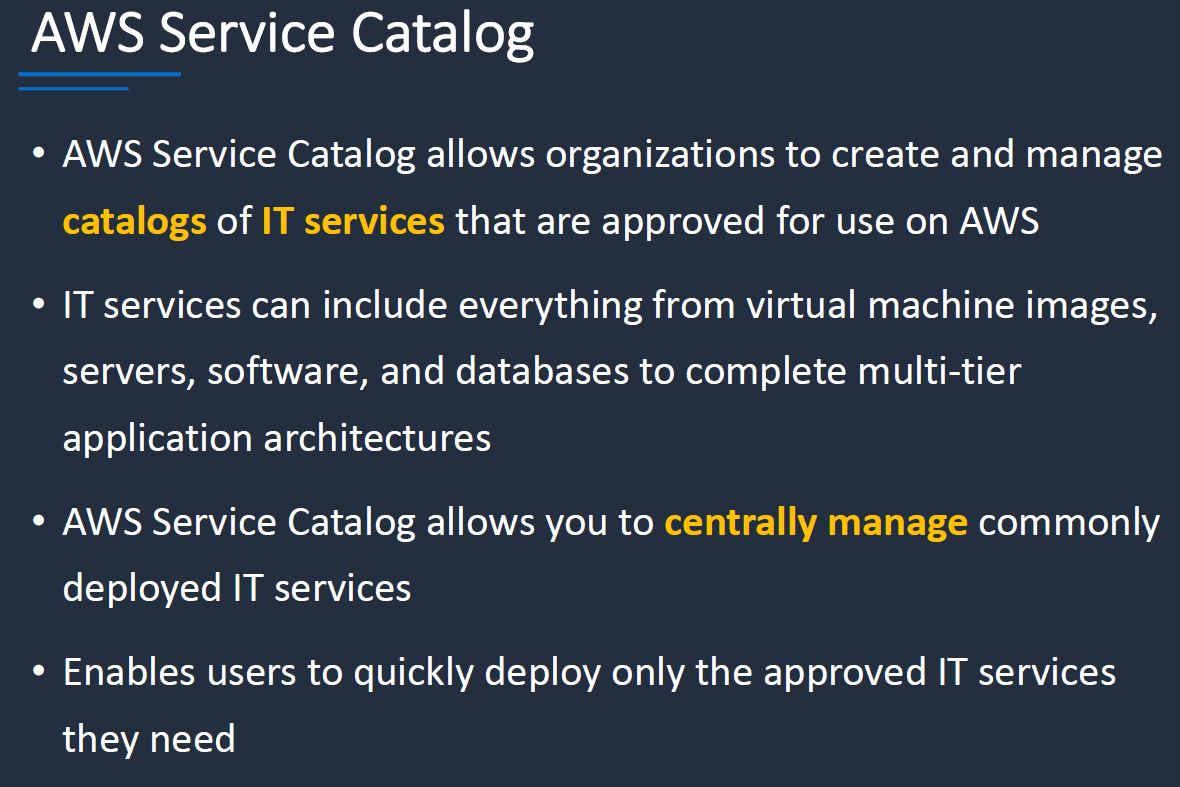 AWS Service Catalog
• AWS Service Catalog allows organizations to create and manage
catalogs of IT services that are approved for use on AWS
• IT services can include everything from virtual machine images,
servers, software, and databases to complete multi-tier
application architectures
• AWS Service Catalog allows you to centrally manage commonly
deployed IT services
• Enables users to quickly deploy only the approved IT services
they need